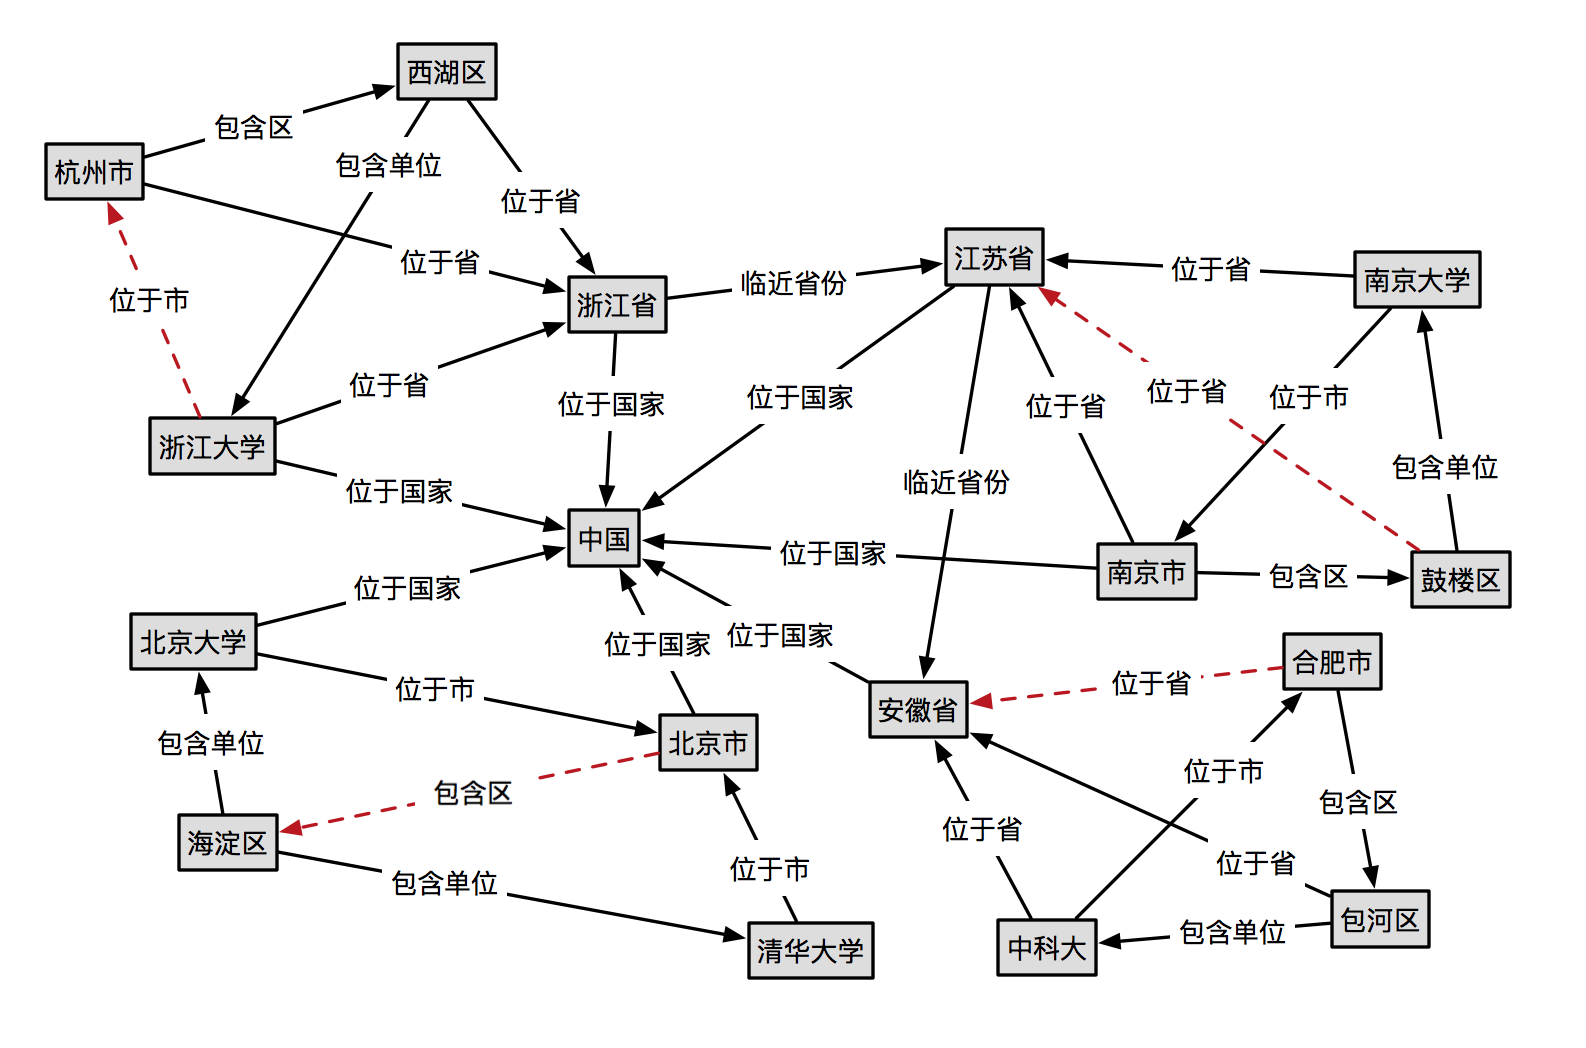 西湖区
包含区
包含单位
杭州市
位于省
位于省
江苏省
位于省
南京大学
位于市
浙江省
临近省份
位于省
位于国家
位于国家
位于省
位于省
位于市
浙江大学
位于国家
临近省份
包含单位
中国
位于国家
南京市
包含区
鼓楼区
位于国家
北京大学
位于国家
位于国家
合肥市
位于市
位于省
安徽省
包含单位
北京市
位于市
包含区
包含区
海淀区
位于省
位于市
位于省
包含单位
清华大学
中科大
包含单位
包河区